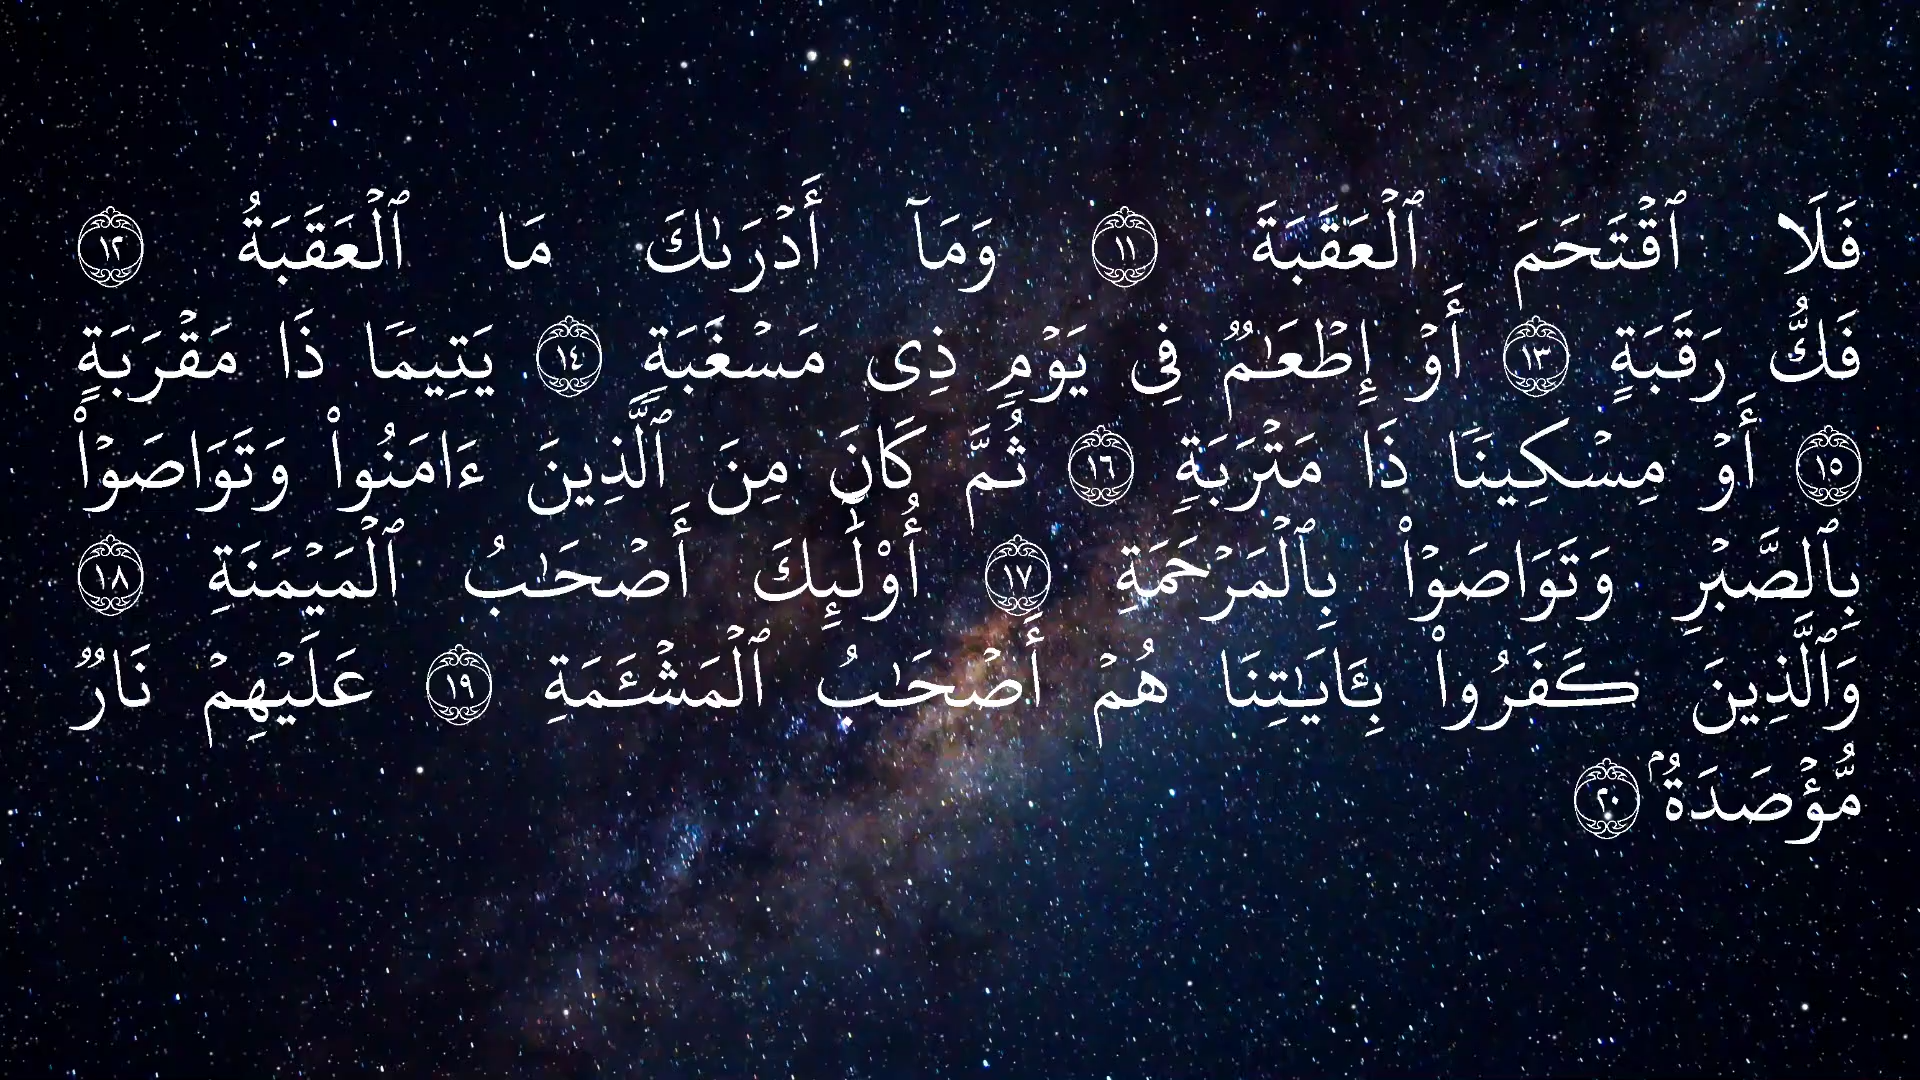 فَلَا ٱقۡتَحَمَ ٱلۡعَقَبَةَ ١١ وَمَآ أَدۡرَىٰكَ مَا ٱلۡعَقَبَةُ ١٢
فَكُّ رَقَبَةٍ ١٣ أَوۡ إِطۡعَٰمٞ فِي يَوۡمٖ ذِي مَسۡغَبَةٖ ١٤ يَتِيمٗا ذَا مَقۡرَبَةٍ
١٥ أَوۡ مِسۡكِينٗا ذَا مَتۡرَبَةٖ ١٦ ثُمَّ كَانَ مِنَ ٱلَّذِينَ ءَامَنُواْ وَتَوَاصَوۡاْ
بِٱلصَّبۡرِ وَتَوَاصَوۡاْ بِٱلۡمَرۡحَمَةِ ١٧ أُوْلَٰٓئِكَ أَصۡحَٰبُ ٱلۡمَيۡمَنَةِ ١٨
وَٱلَّذِينَ كَفَرُواْ بِـَٔايَٰتِنَا هُمۡ أَصۡحَٰبُ ٱلۡمَشۡـَٔمَةِ ١٩ عَلَيۡهِمۡ نَارٞ
مُّؤۡصَدَةُۢ ٢٠